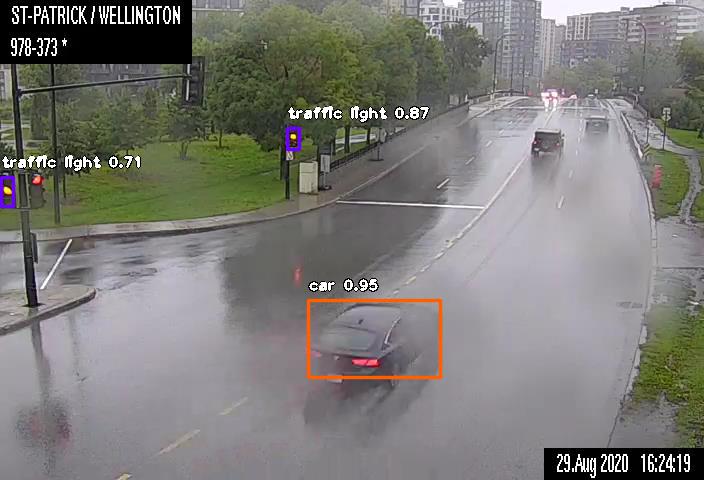 ST-PATRICK / WELLINGTON
978-373 *
traffic light 0.87
traffic light 0.71
car 0.95
29.Aug 2020 16:24:19